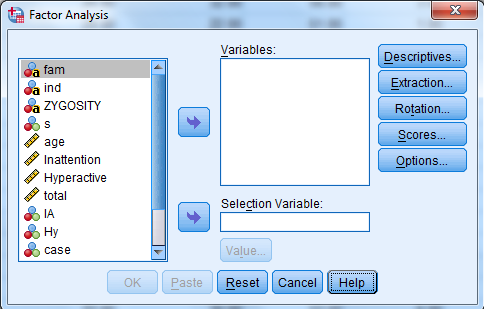 Factor Analysis
fam
ind
ZYGOSITY
s
age
Inattention
Hyperactive
total
IA
Hy
case
Variables:
Selection Variable:
Value...
Descriptives...
Extraction...
Rotation...
Scores...
Options...
OK Paste Reset Cancel Help